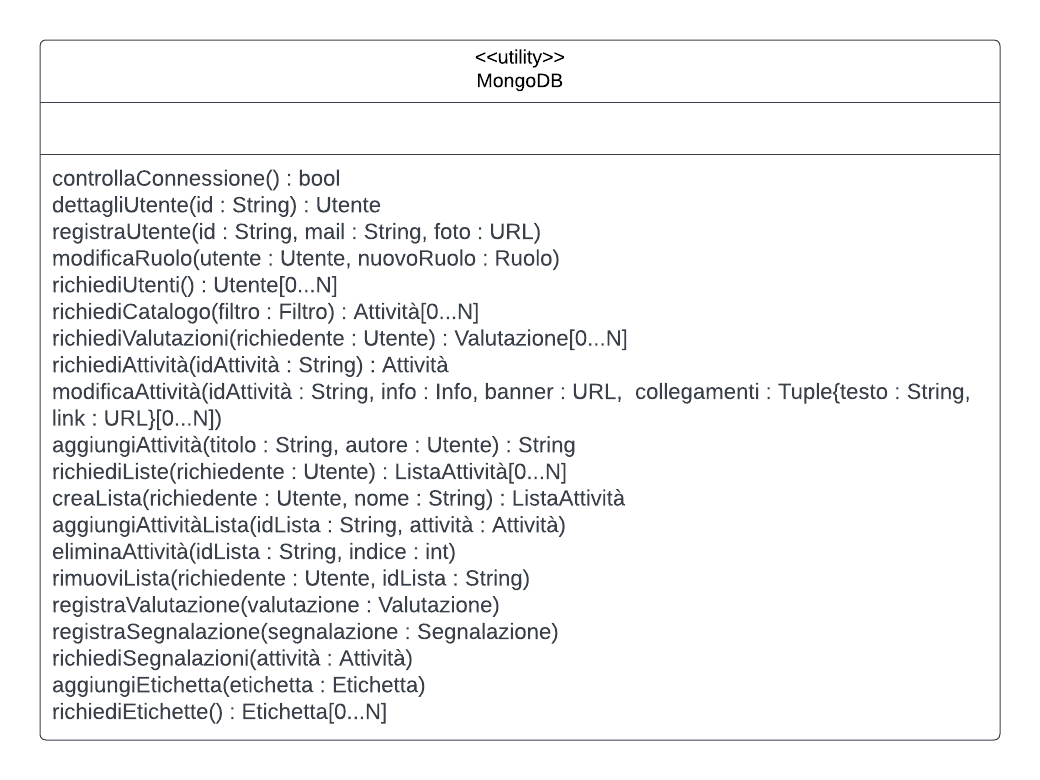 <<utility>>
MongoDB
controllaConnessione() : bool
dettagliUtente(id : String) : Utente
registraUtente(id : String, mail : String, foto : URL)
modificaRuolo(utente : Utente, nuovoRuolo : Ruolo)
richiediUtenti() : Utente[0...N]
richiediCatalogo(filtro : Filtro) : Attività[0...N]
richiediValutazioni(richiedente : Utente) : Valutazione[0...N]
richiediAttività(idAttività : String) : Attività
modificaAttività(idAttività : String, info : Info, banner : URL,  collegamenti : Tuple{testo : String,
link : URL}[0...N])
aggiungiAttività(titolo : String, autore : Utente) : String
richiediListe(richiedente : Utente) : ListaAttività[0...N]
creaLista(richiedente : Utente, nome : String) : ListaAttività
aggiungiAttivitàLista(idLista : String, attività : Attività)
eliminaAttività(idLista : String, indice : int)
rimuoviLista(richiedente : Utente, idLista : String)
registraValutazione(valutazione : Valutazione)
registraSegnalazione(segnalazione : Segnalazione)
richiediSegnalazioni(attività : Attività)
aggiungiEtichetta(etichetta : Etichetta)
richiediEtichette() : Etichetta[0...N]